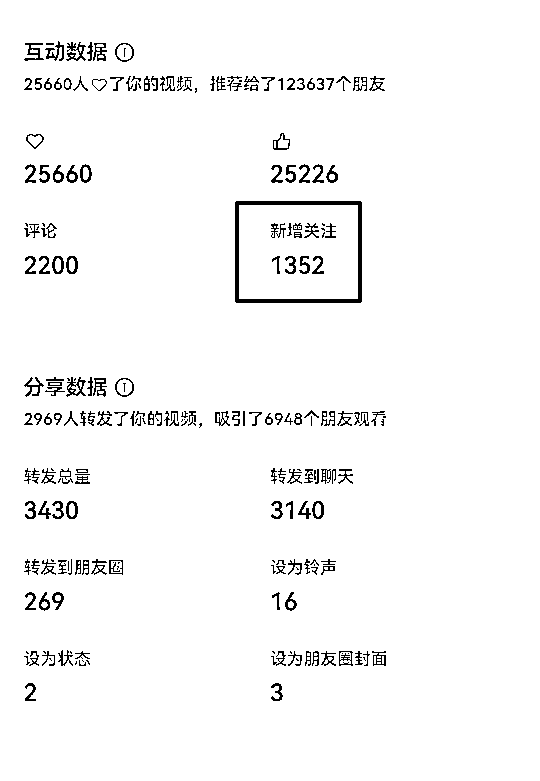 互动数据
25660人♡了你的视频，推荐给了123637个朋友
25660 25226
评论 新增关注
2200 1352
分享数据
2969人转发了你的视频，吸引了6948个朋友观看
转发总量 转发到聊天
3430 3140
转发到朋友圈 设为铃声
269 16
设为状态 设为朋友圈封面
2 3